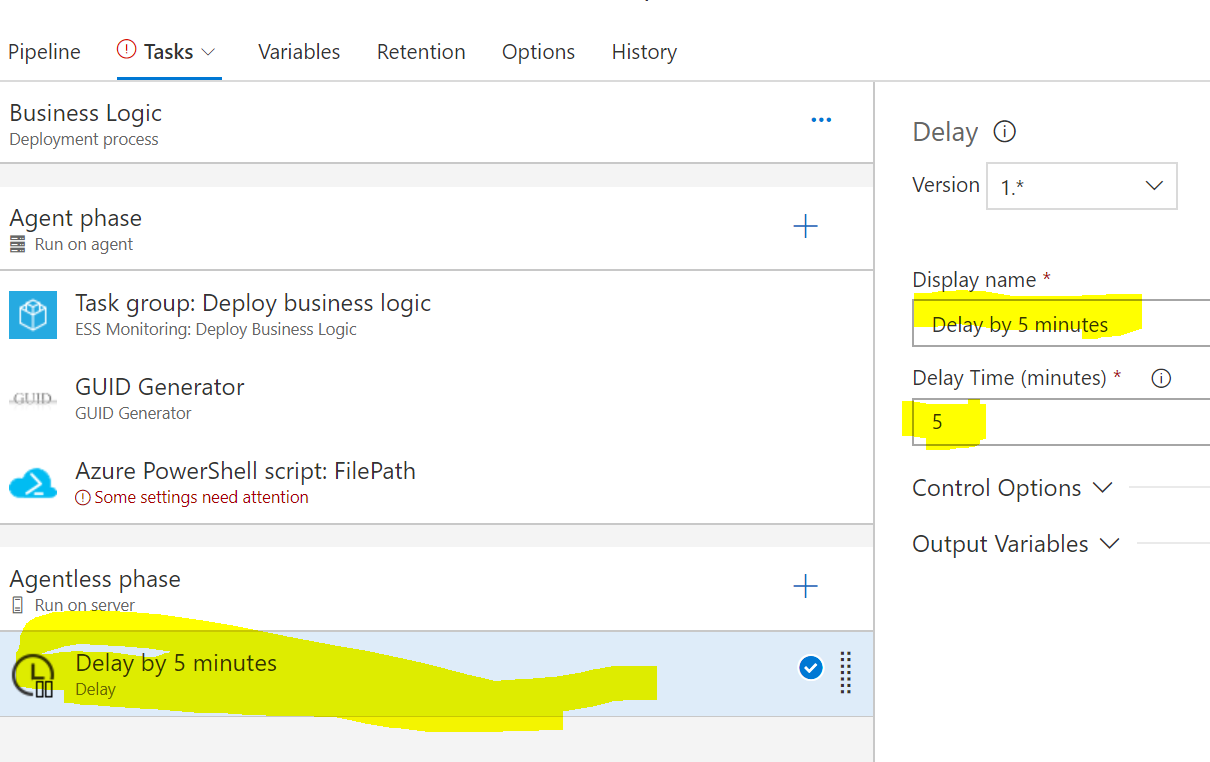 Pipeline Tasks Variables Retention Options History
Business Logic
Deployment process
Agent phase
Run on agent
Task group: Deploy business logic
ESS Monitoring: Deploy Business Logic
GUID
GUID Generator
GUID Generator
Azure PowerShell script: FilePath
Some settings need attention
Agentless phase
Run on server
Delay by 5 minutes
Delay
Delay
Version 1.*
Display name *
Delay by 5 minutes
Delay Time (minutes) *
5
Control Options
Output Variables